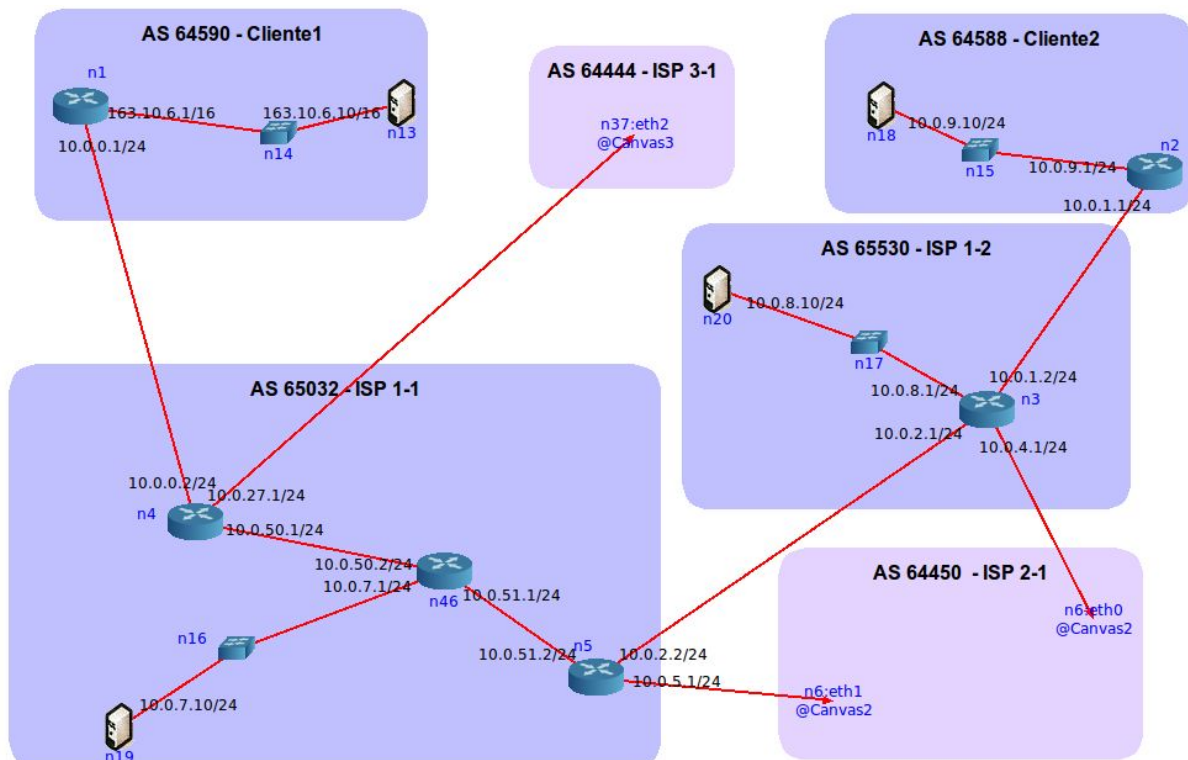 AS 64590 - Cliente1
n1
163.10.6.1/16
163.10.6.10/16
n13
n14
10.0.0.1/24
AS 64444 - ISP 3-1
n37:eth2
@Canvas3
AS 64588 - Cliente2
n18
10.0.9.10/24
n15
n2
10.0.9.1/24
10.0.1.1/24
AS 65530 - ISP 1-2
n20
10.0.8.10/24
n17
10.0.8.1/24
10.0.1.2/24
n3
10.0.2.1/24
10.0.4.1/24
AS 65032 - ISP 1-1
10.0.0.2/24
10.0.27.1/24
n4
10.0.50.1/24
10.0.50.2/24
10.0.7.1/24
n46
10.0.51.1/24
n16
10.0.7.10/24
n19
n5
10.0.51.2/24
10.0.2.2/24
10.0.5.1/24
AS 64450 - ISP 2-1
n6:eth0
@Canvas2
n6:eth1
@Canvas2